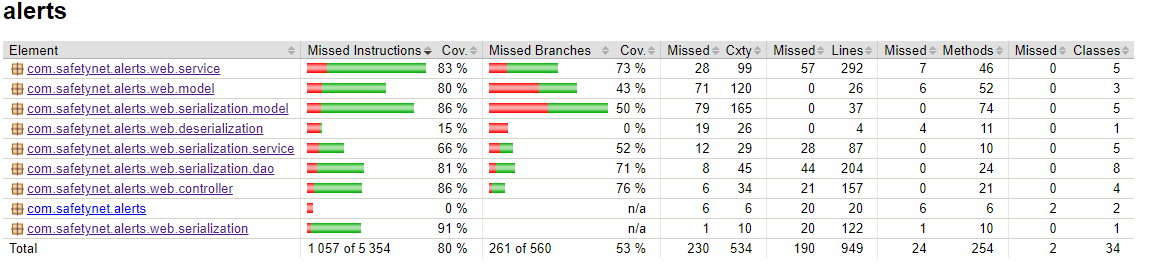 alerts
Element Missed Instructions Cov. Missed Branches Cov. Missed Cxty Missed Lines Missed Methods Missed Classes
com.safetynet.alerts.web.service 83 % 73 % 28 99 57 292 7 46 0 5
com.safetynet.alerts.web.model 80 % 43 % 71 120 0 26 6 52 0 3
com.safetynet.alerts.web.serialization.model 86 % 50 % 79 165 0 37 0 74 0 5
com.safetynet.alerts.web.deserialization 15 % 0 % 19 26 0 4 4 11 0 1
com.safetynet.alerts.web.serialization.service 66 % 52 % 12 29 28 87 0 10 0 5
com.safetynet.alerts.web.serialization.dao 81 % 71 % 8 45 44 204 0 24 0 8
com.safetynet.alerts.web.controller 86 % 76 % 6 34 21 157 0 21 0 4
com.safetynet.alerts 0 % n/a 6 6 20 20 6 6 2 2
com.safetynet.alerts.web.serialization 91 % n/a 1 10 20 122 1 10 0 1
Total 1 057 of 5 354 80 % 261 of 560 53 % 230 534 190 949 24 254 2 34